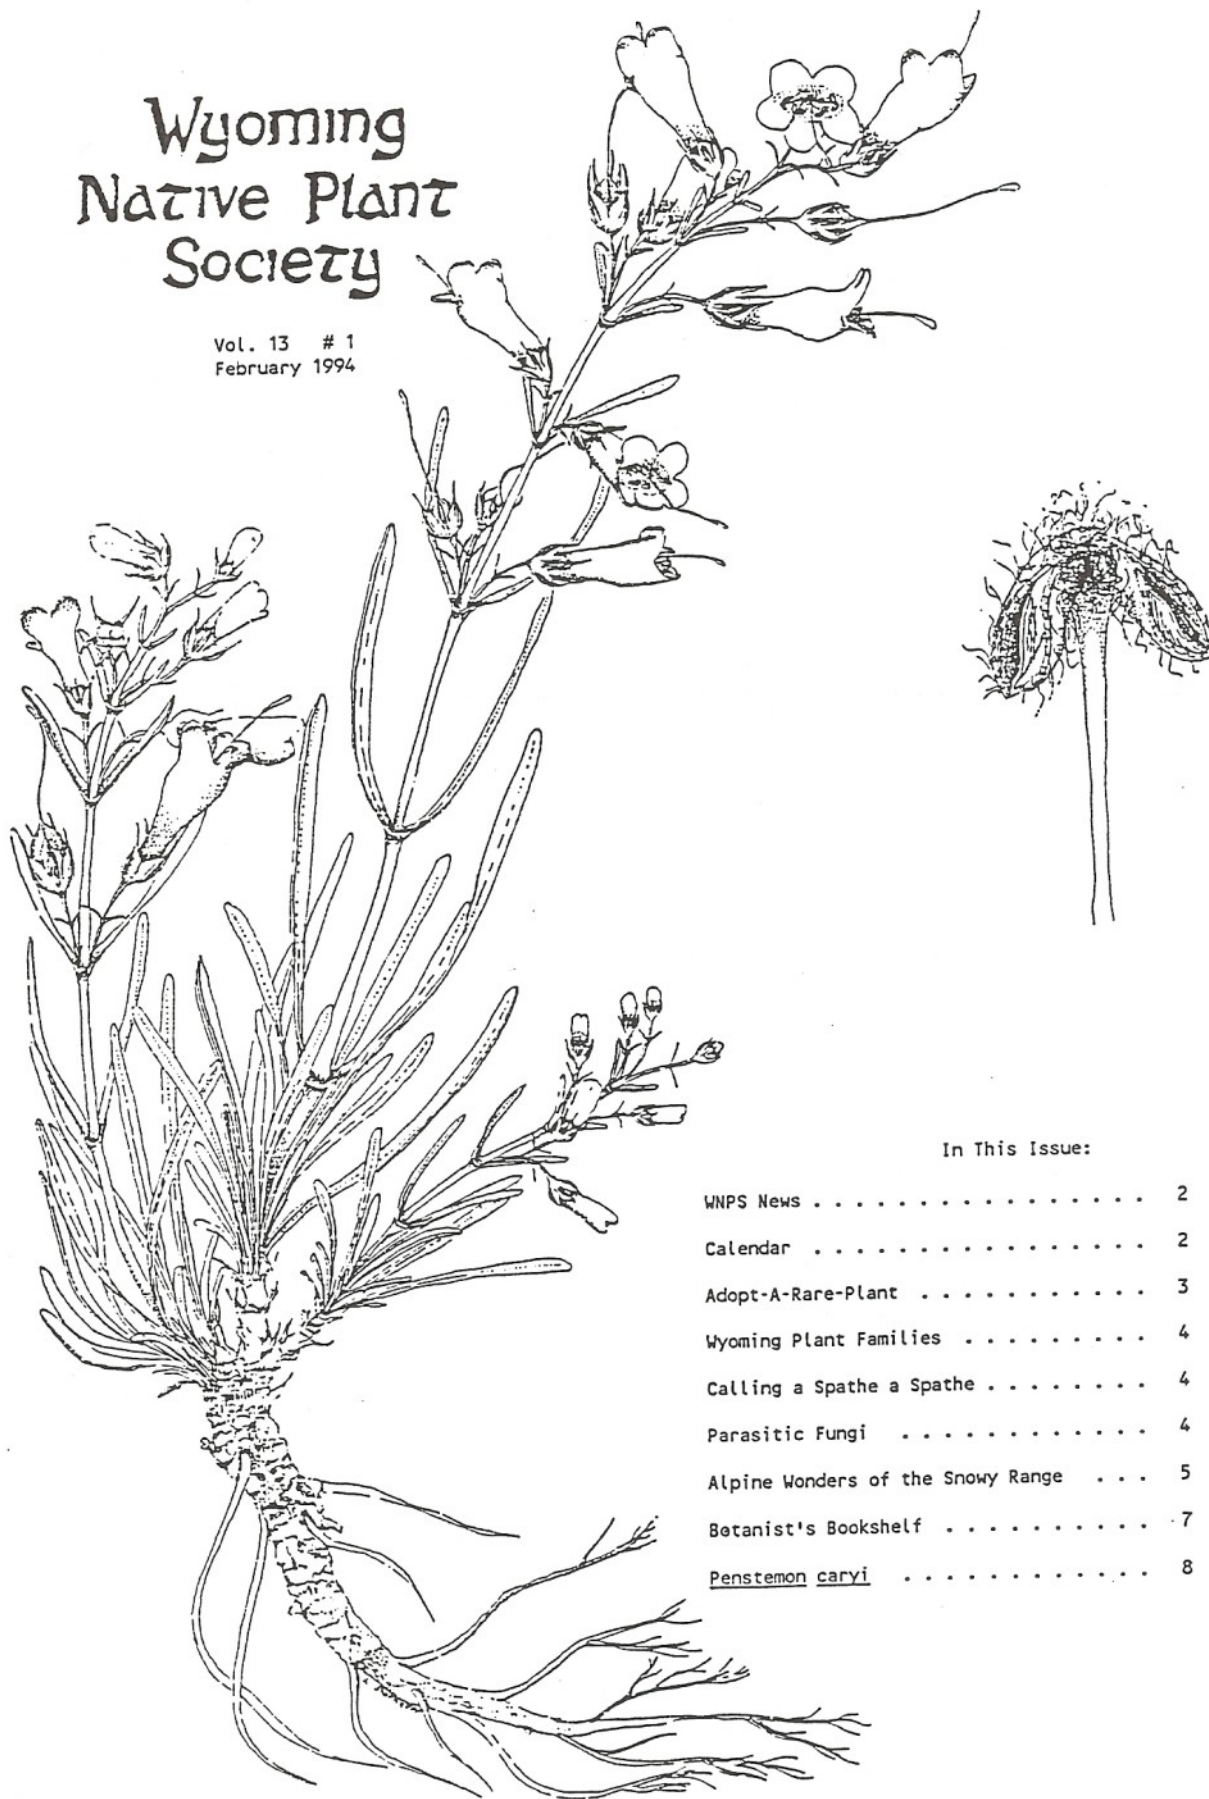 Wyoming
Native Plant
Society
Vol. 13 # 1
February 1994
In This Issue:
WNPS News . . . . . . . . . . . . . . . . . 2
Calendar . . . . . . . . . . . . . . . . . 2
Adopt-A-Rare-Plant . . . . . . . . . . . . 3
Wyoming Plant Families . . . . . . . . . 4
Calling a Spathe a Spathe . . . . . . . . 4
Parasitic Fungi . . . . . . . . . . . . 4
Alpine Wonders of the Snowy Range . . . 5
Botanist's Bookshelf . . . . . . . . . . 7
Penstemon caryi . . . . . . . . . . . . 8